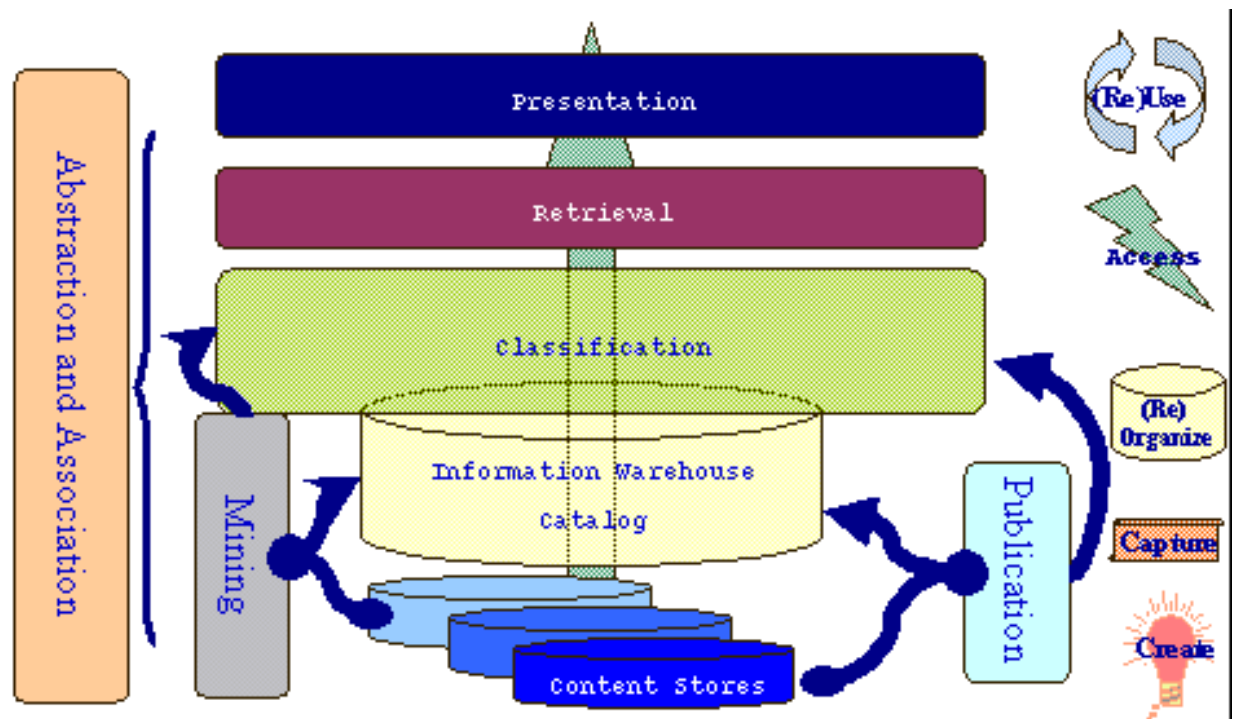 Presentation
(Re)Use
Retrieval
Access
Abstraction and Association
Classification
(Re)
Organize
Information Warehouse
Catalog
Mining
Publication
Capture
Create
Content Stores